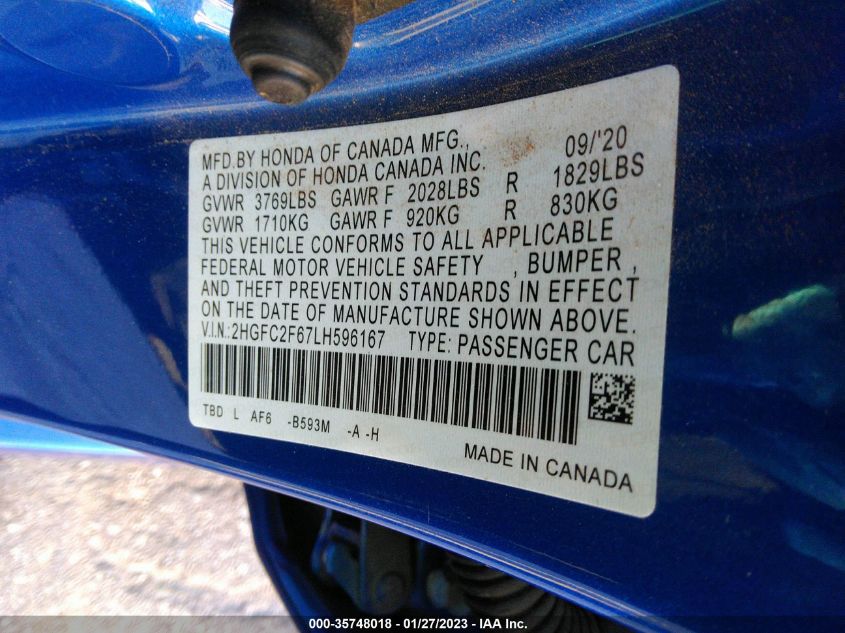 MFD.BY HONDA OF CANADA MFG., 09/'20
A DIVISION OF HONDA CANADA INC.
GVWR 3769LBS GAWR F 2028LBS R 1829LBS
GVWR 1710KG GAWR F 920KG R 830KG
THIS VEHICLE CONFORMS TO ALL APPLICABLE
FEDERAL MOTOR VEHICLE SAFETY , BUMPER ,
AND THEFT PREVENTION STANDARDS IN EFFECT
ON THE DATE OF MANUFACTURE SHOWN ABOVE.
V.I.N:2HGFC2F67LH596167 TYPE: PASSENGER CAR
TBD L AF6 -B593M -A -H
MADE IN CANADA
000-35748018 - 01/27/2023 - IAA Inc.